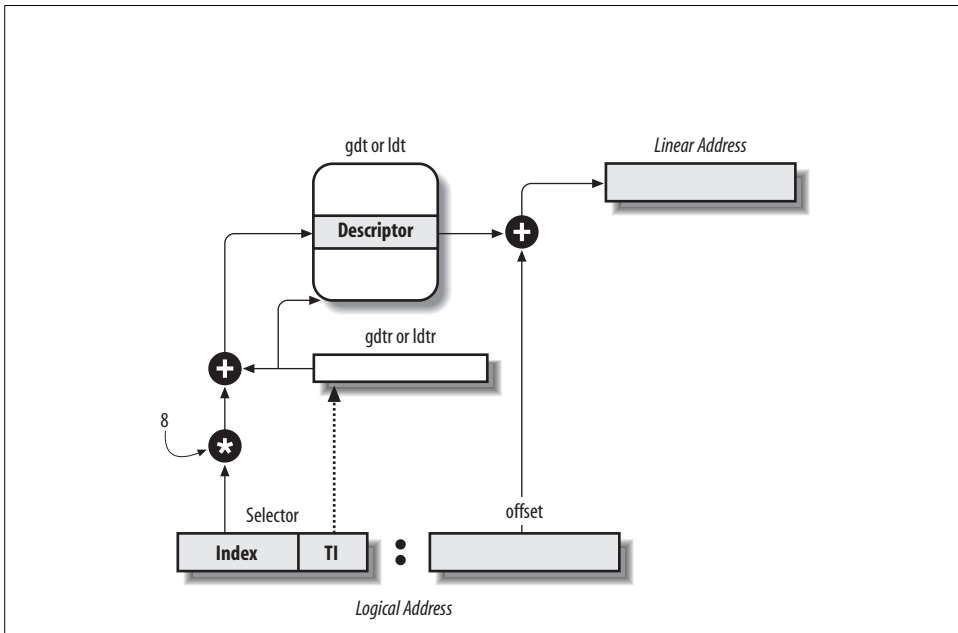 gdt or ldt
Linear Address
Descriptor
+
gdtr or ldtr
+
8
*
Selector
offset
Index
TI
:
Logical Address